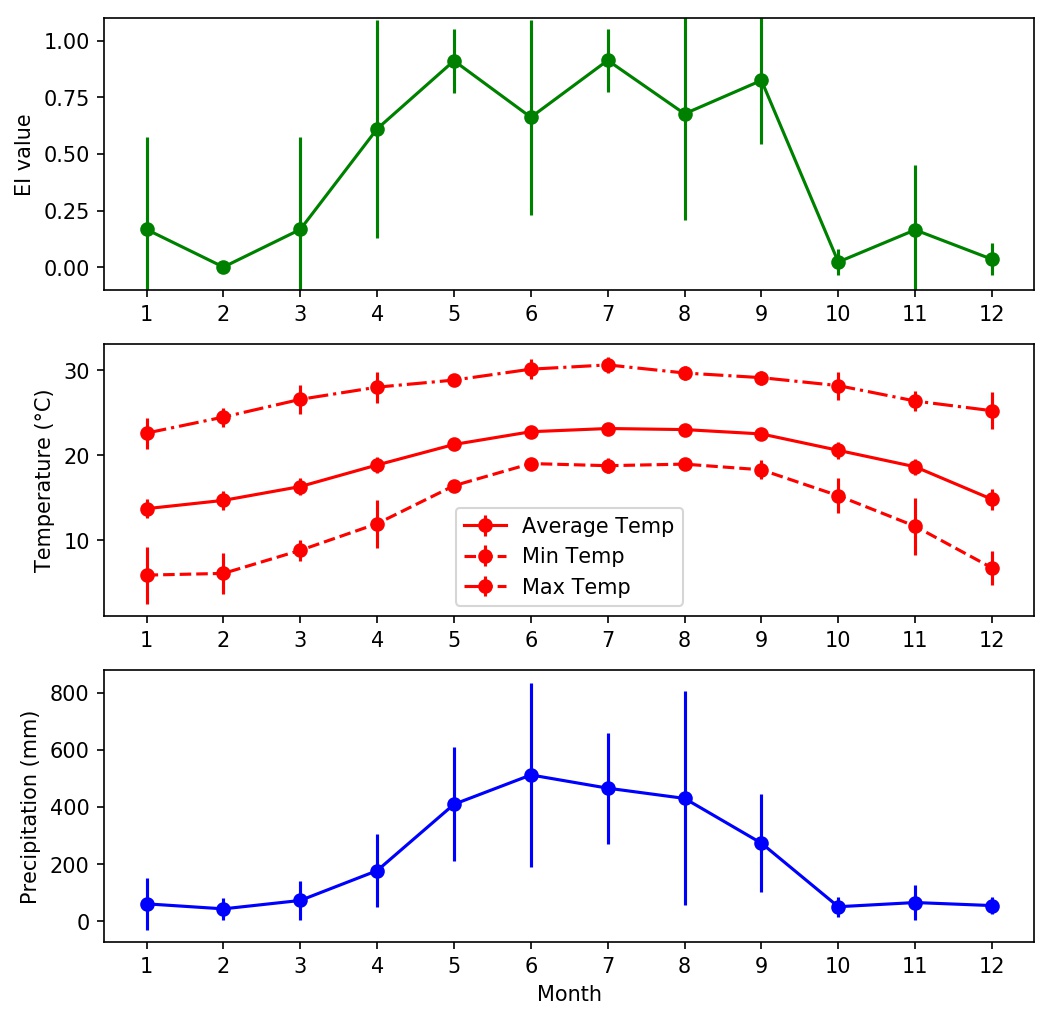 EI value
1.00
0.75
0.50
0.25
0.00
1 2 3 4 5 6 7 8 9 10 11 12
Temperature (°C)
30
20
10
Average Temp
Min Temp
Max Temp
1 2 3 4 5 6 7 8 9 10 11 12
Precipitation (mm)
800
600
400
200
0
1 2 3 4 5 6 7 8 9 10 11 12
Month